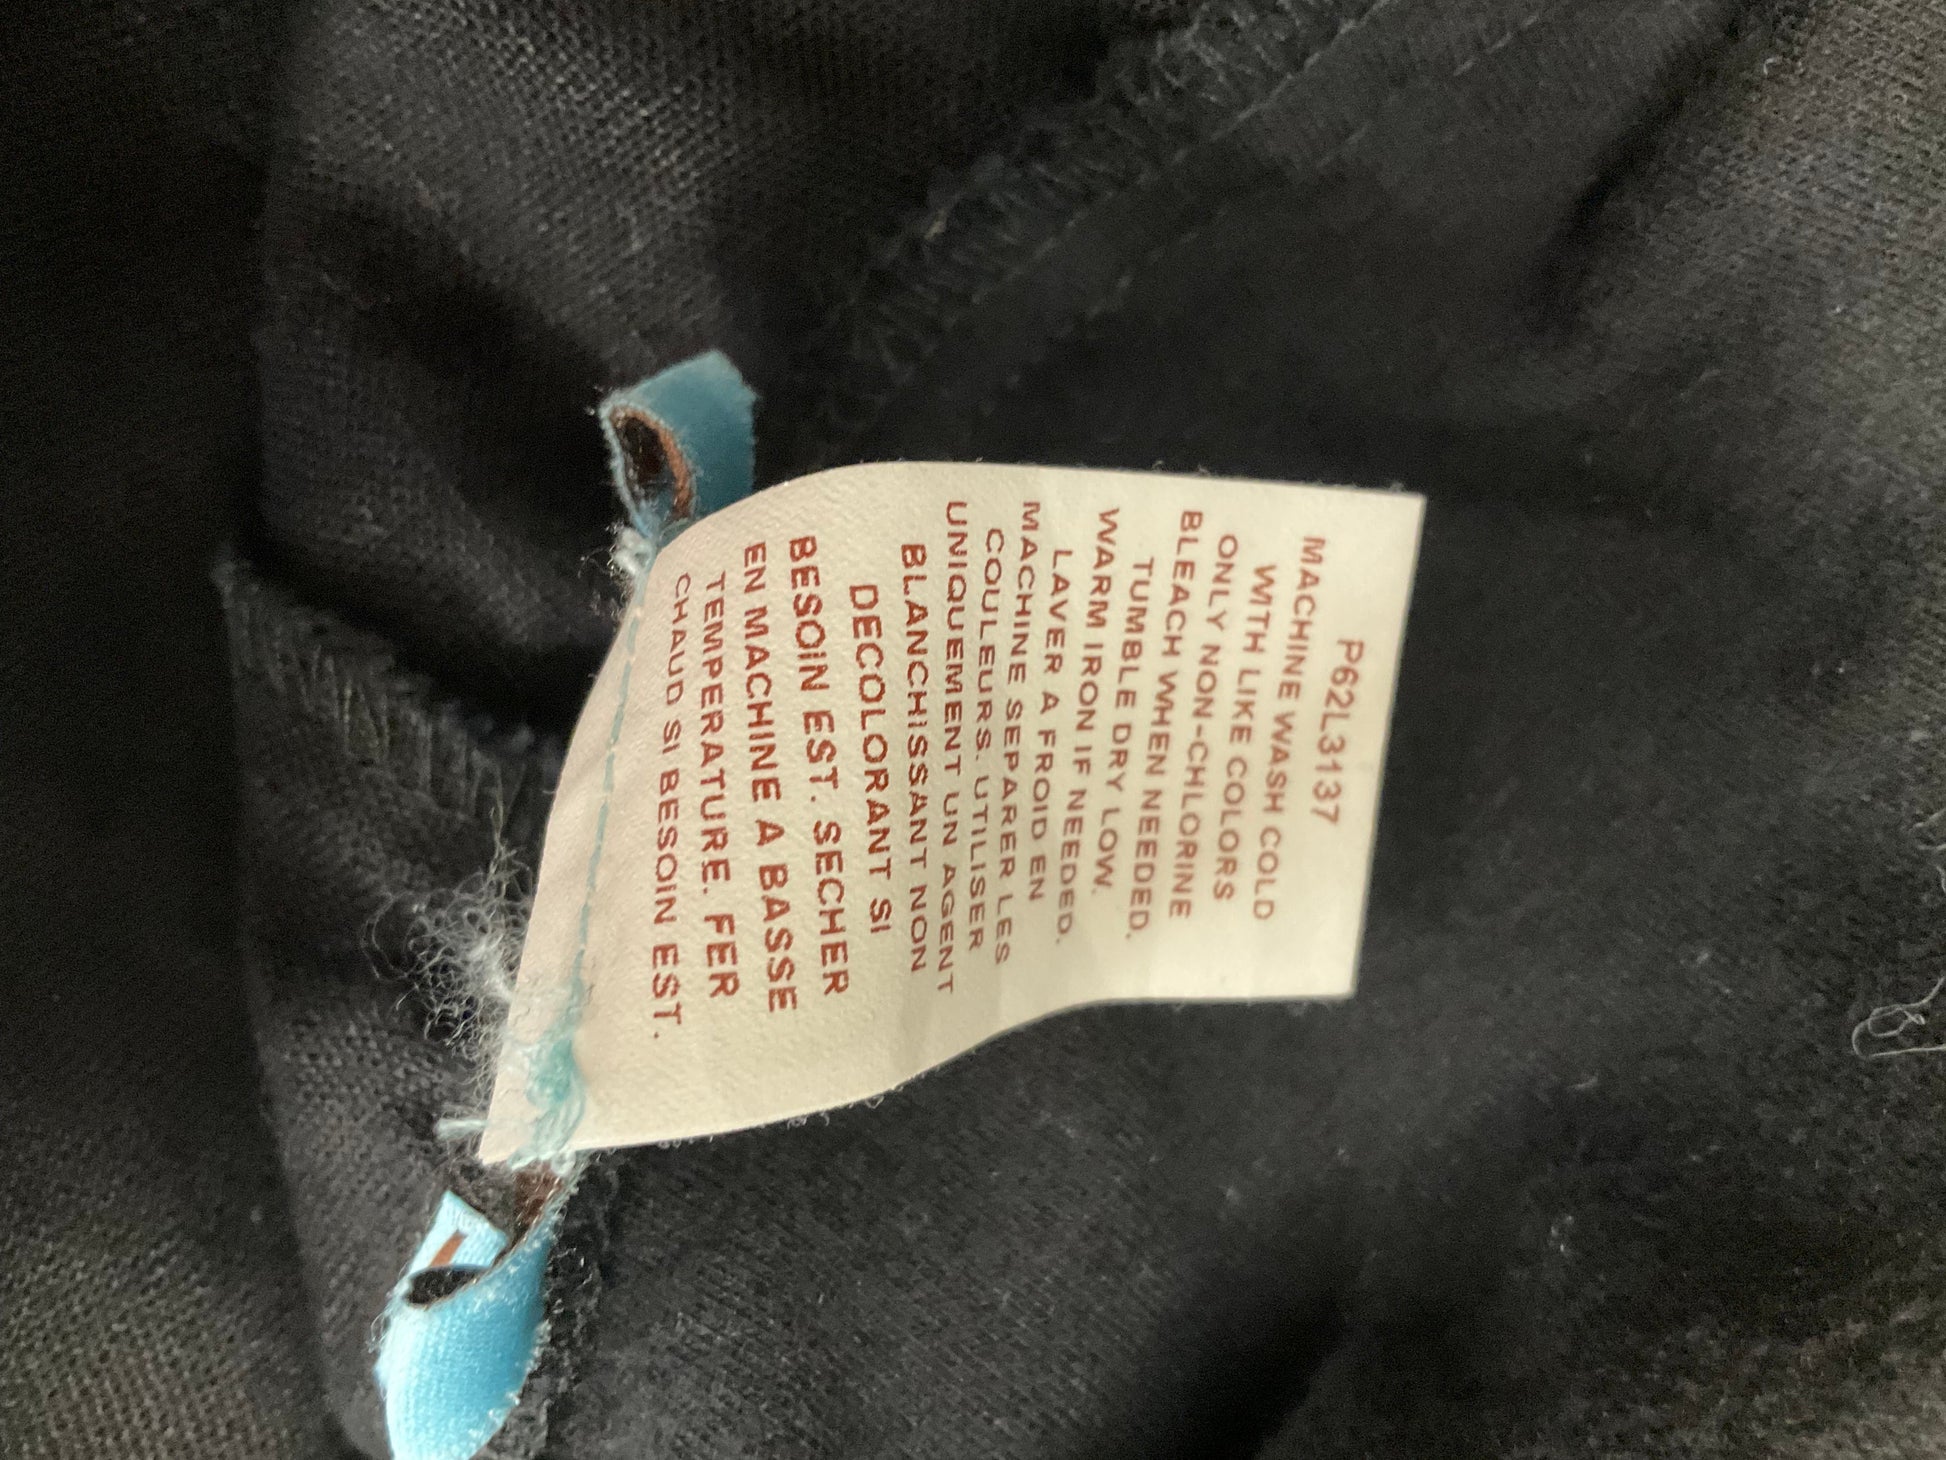 P62L3137
MACHINE WASH COLD
WITH LIKE COLORS
ONLY NON-CHLORINE
BLEACH WHEN NEEDED.
TUMBLE DRY LOW.
WARM IRON IF NEEDED.
LAVER A FROID EN
MACHINE SEPARER LES
COULEURS. UTILISER
UNIQUEMENT UN AGENT
BLANCHISSANT NON
DECOLORANT SI
BESOIN EST. SECHER
EN MACHINE A BASSE
TEMPERATURE. FER
CHAUD SI BESOIN EST.